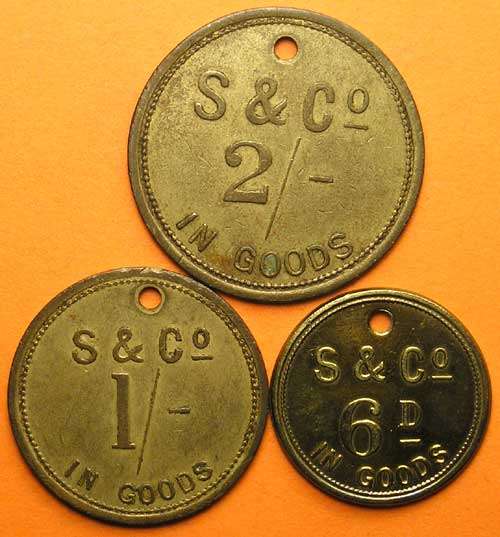 S & Co
2/-
IN GOODS
S & Co
1/-
IN GOODS
S & Co
6D
IN GOODS